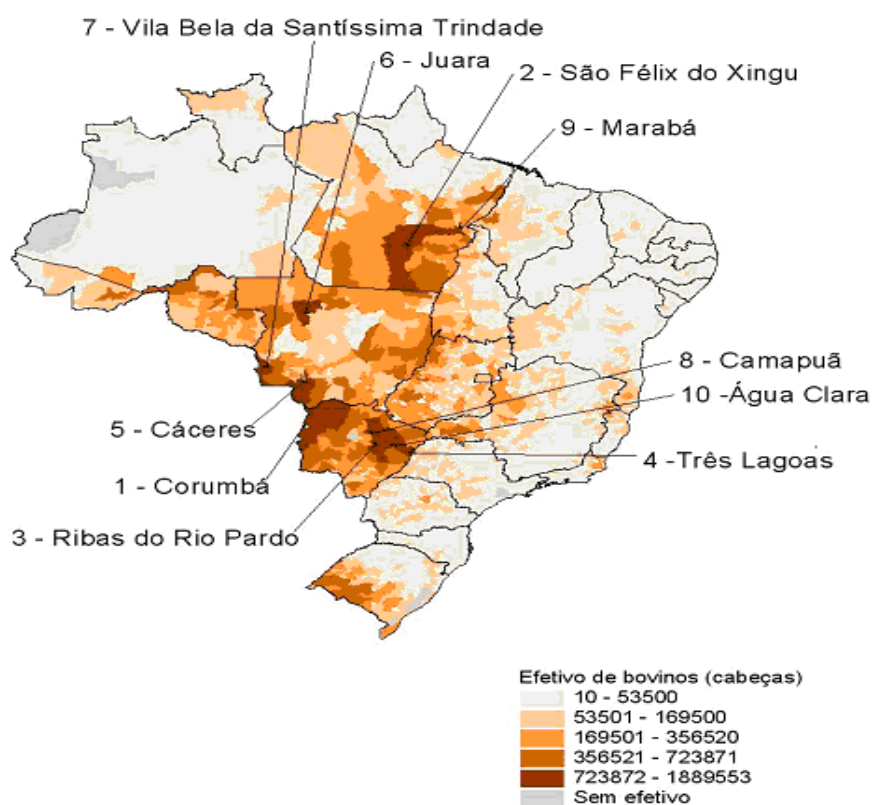 7 - Vila Bela da Santíssima Trindade
6 - Juara
2 - São Félix do Xingu
9 - Marabá
8 - Camapuã
10 -Água Clara
5 - Cáceres
4 -Três Lagoas
1 - Corumbá
3 - Ribas do Rio Pardo
Efetivo de bovinos (cabeças)
10 - 53500
53501 - 169500
169501 - 356520
356521 - 723871
723872 - 1889553
Sem efetivo